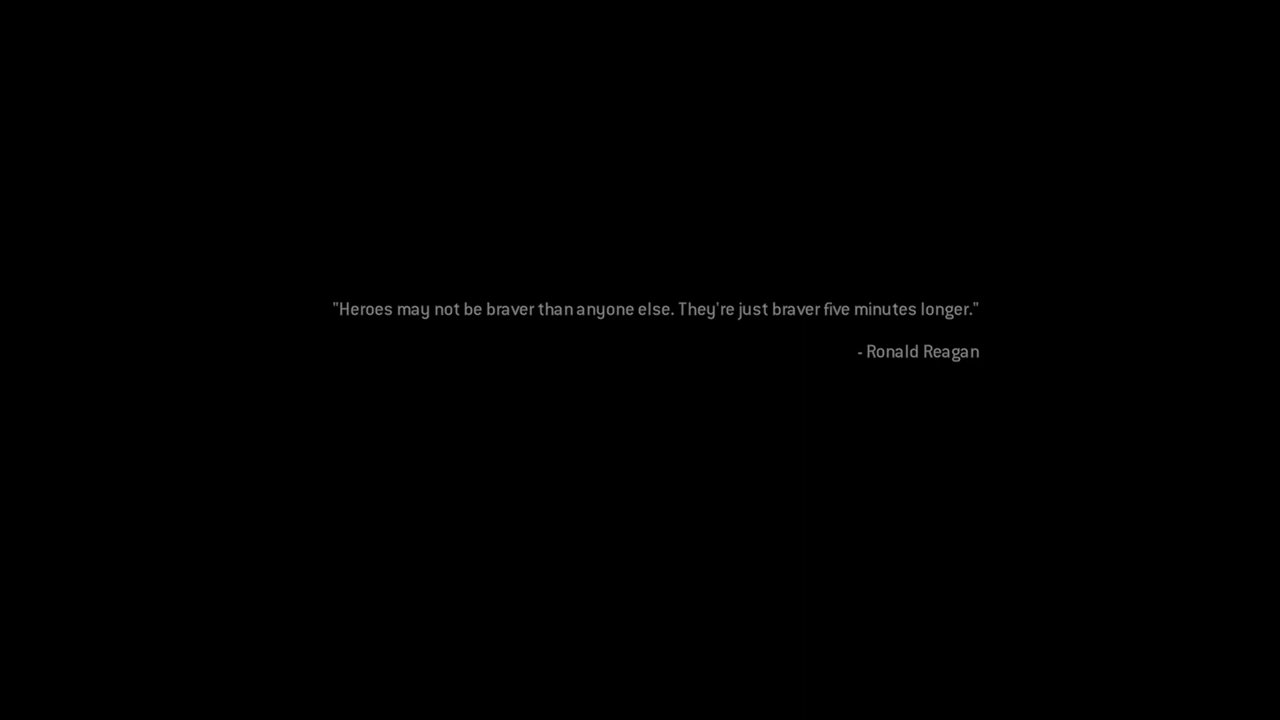 "Heroes may not be braver than anyone else. They're just braver five minutes longer."
- Ronald Reagan